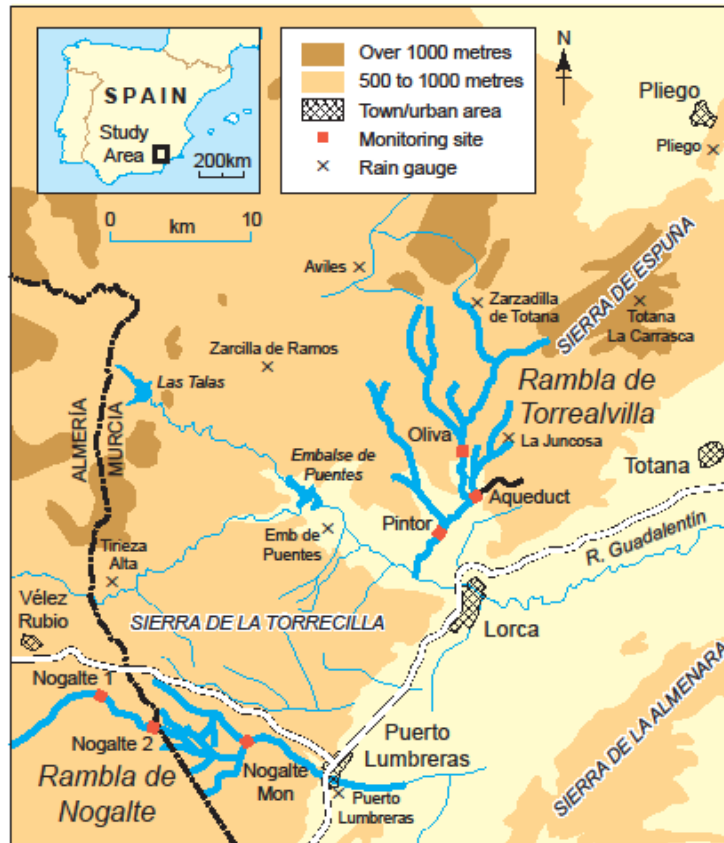 SPAIN
Study
Area
200km
0
10
km
Over 1000 metres
500 to 1000 metres
Town/urban area
Monitoring site
Rain gauge
N
Pliego
Pliego
Aviles
Zarzadilla
de Totana
SIERRA DE ESPUÑA
Totana
La Carrasca
Zarcilla de Ramos
Las Talas
Rambla de
Torrealvilla
ALMERÍA
MURCIA
Oliva
La Juncosa
Embalse de
Puentes
Totana
Pintor
Aqueduct
Emb de
Puentes
R. Guadalentín
Tirieza
Alta
Vélez
Rubio
SIERRA DE LA TORRECILLA
Lorca
Nogalte 1
SIERRA DE LA ALMENARA
Nogalte 2
Puerto
Lumbreras
Rambla de
Nogalte
Nogalte
Mon
Puerto
Lumbreras